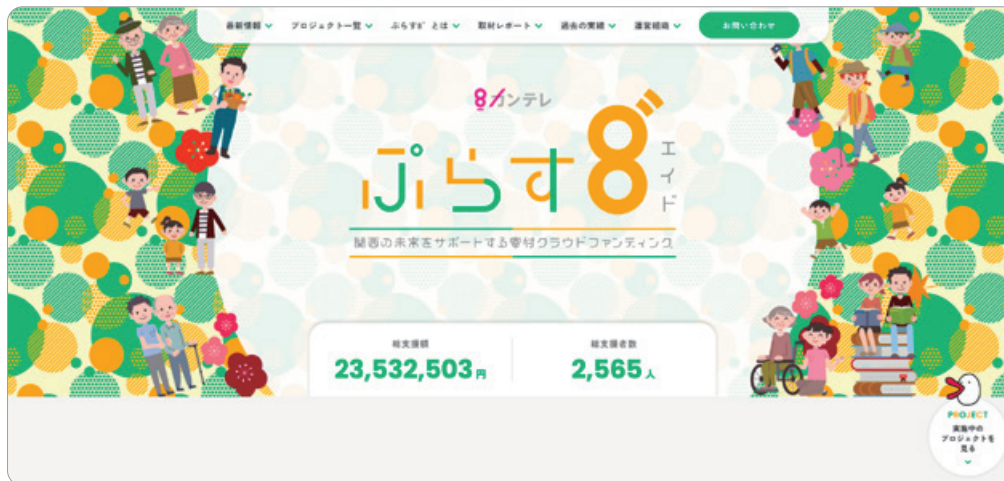 最新情報 プロジェクト一覧 ぷらす8゛とは 取材レポート 過去の実績 運営組織 お問い合わせ
カンテレ
ぷらす8゛
エイド
関西の未来をサポートする寄付クラウドファンディング
総支援額 総支援者数
23,532,503円 2,565人
PROJECT
実施中の
プロジェクトを
見る